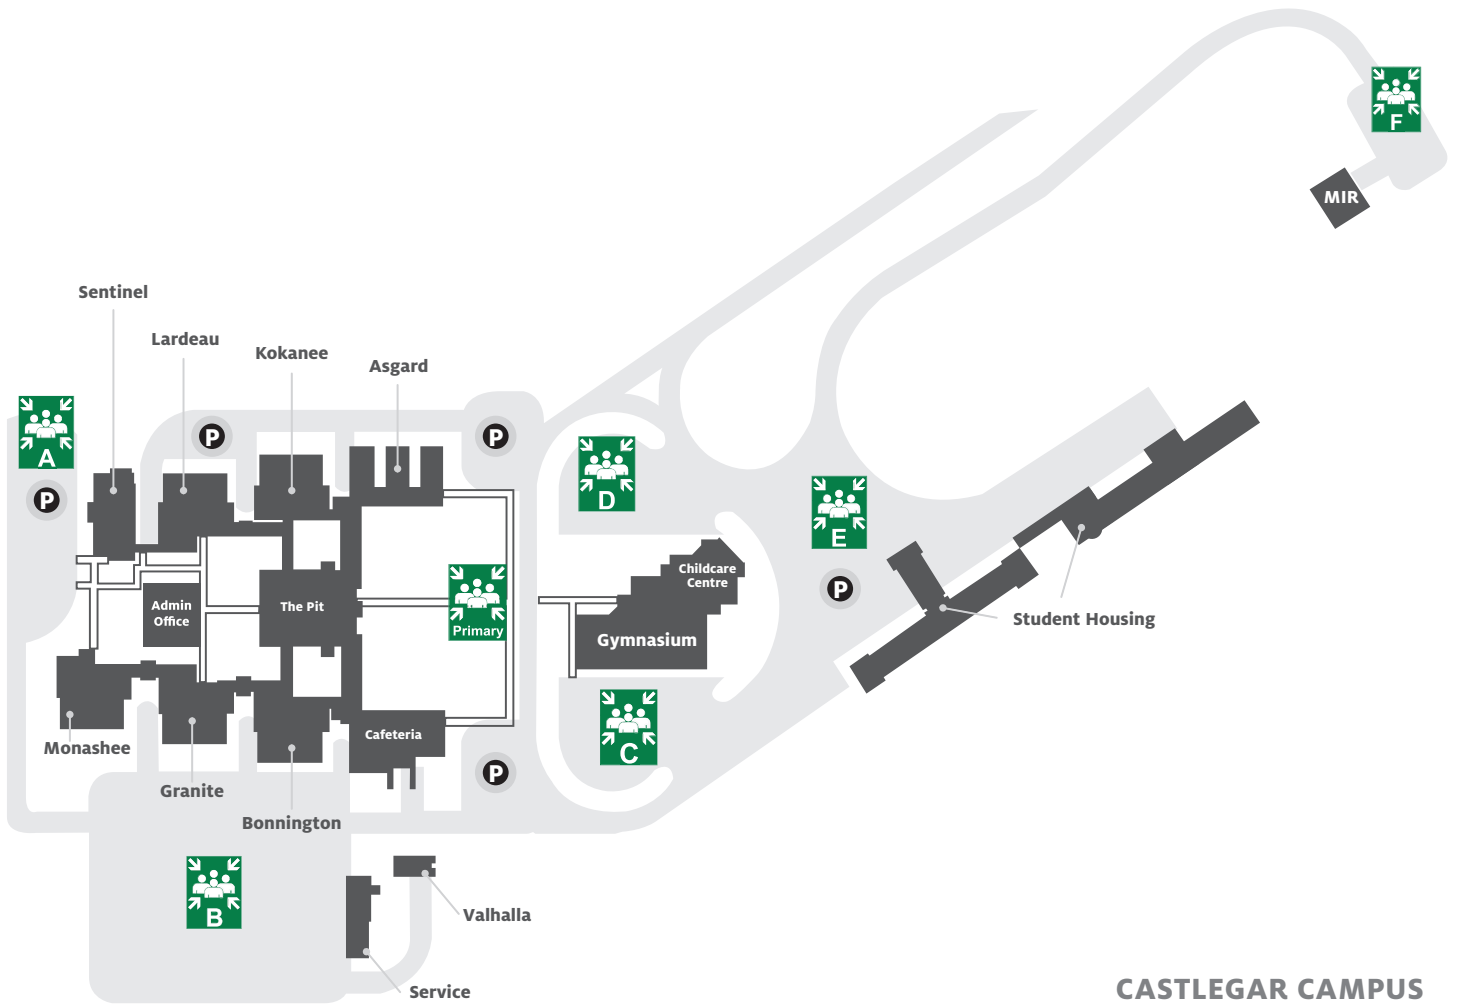 F
MIR
Sentinel
Lardeau
Kokanee
Asgard
A
P
P
P
D
E
P
Childcare
Centre
Admin
Office
The Pit
Primary
Gymnasium
Student Housing
C
Cafeteria
Monashee
P
Granite
Bonnington
B
Valhalla
Service
CASTLEGAR CAMPUS